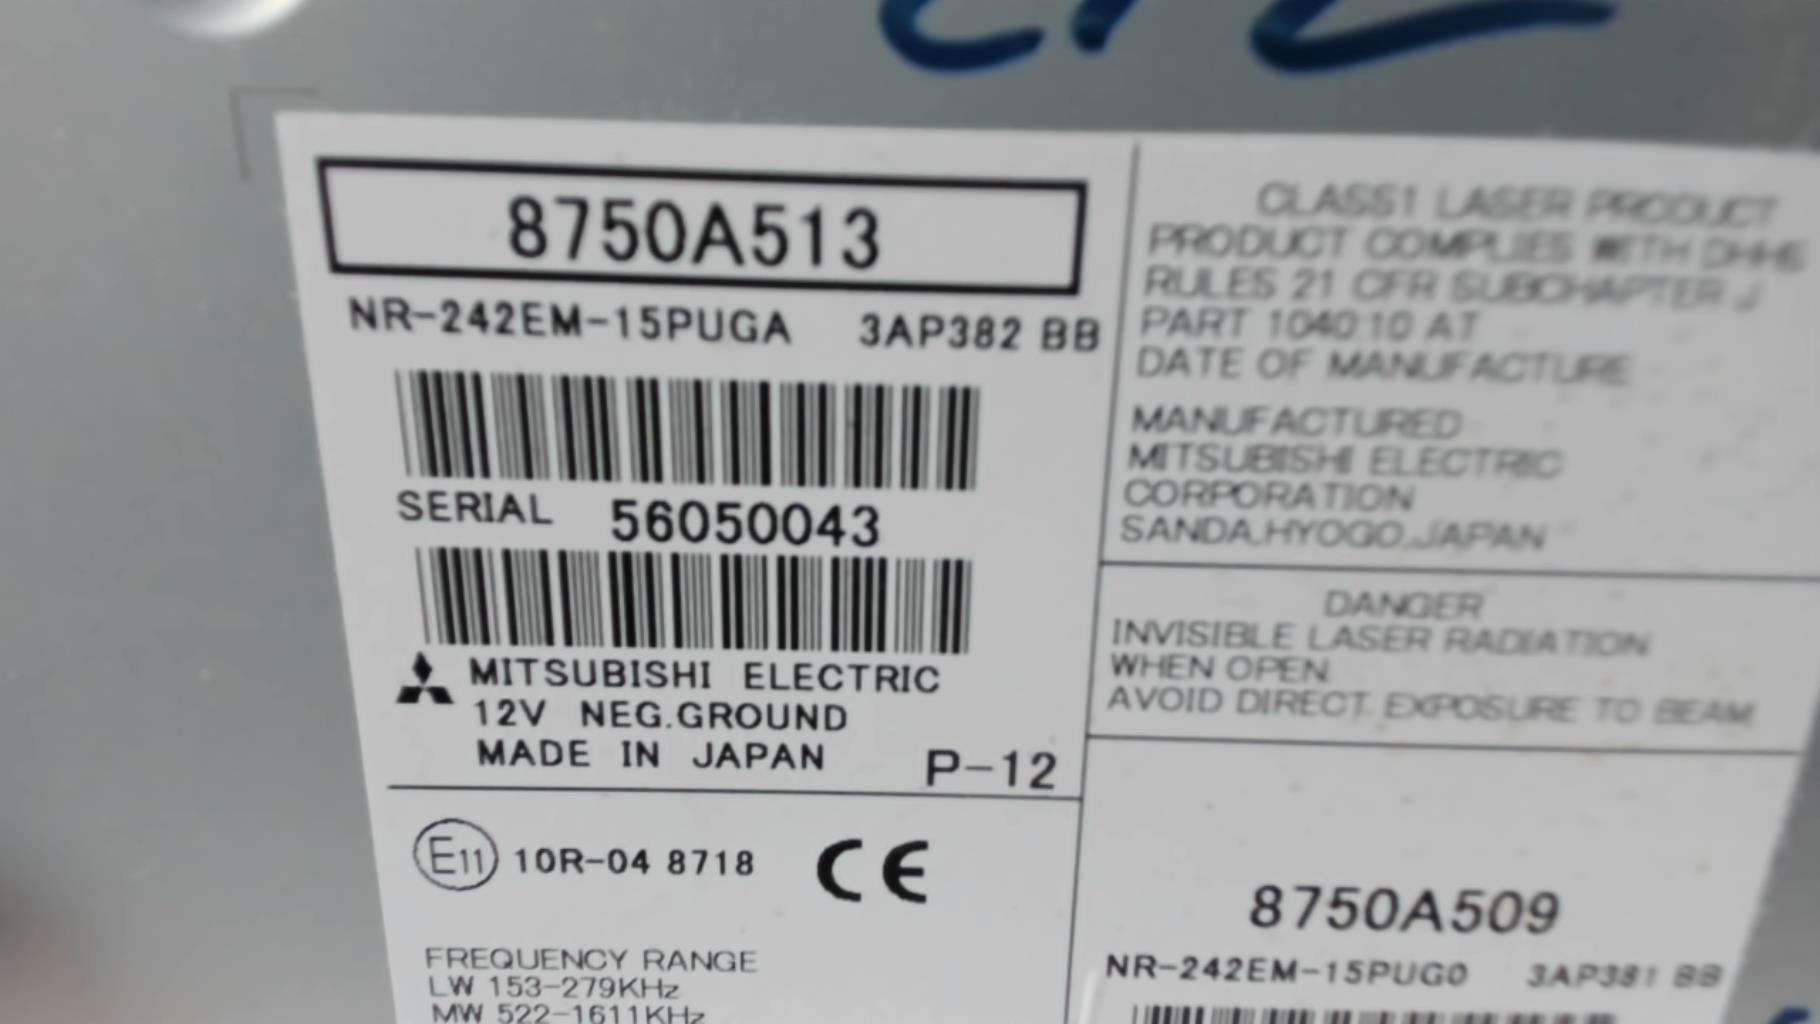 8750A513
NR-242EM-15PUGA 3AP382 BB
SERIAL 56050043
MITSUBISHI ELECTRIC
12V NEG.GROUND
MADE IN JAPAN P-12
E11 10R-04 8718 CE
FREQUENCY RANGE
LW 153-279KHz
MW 522-1611KHz
CLASS1 LASER PRODUCT
PRODUCT COMPLIES WITH DHHS
RULES 21 CFR SUBCHAPTER J
PART 1040.10 AT
DATE OF MANUFACTURE
MANUFACTURED
MITSUBISHI ELECTRIC
CORPORATION
SANDA.HYOGO.JAPAN
DANGER
INVISIBLE LASER RADIATION
WHEN OPEN.
AVOID DIRECT EXPOSURE TO BEAM
8750A509
NR-242EM-15PUG0 3AP381 BB